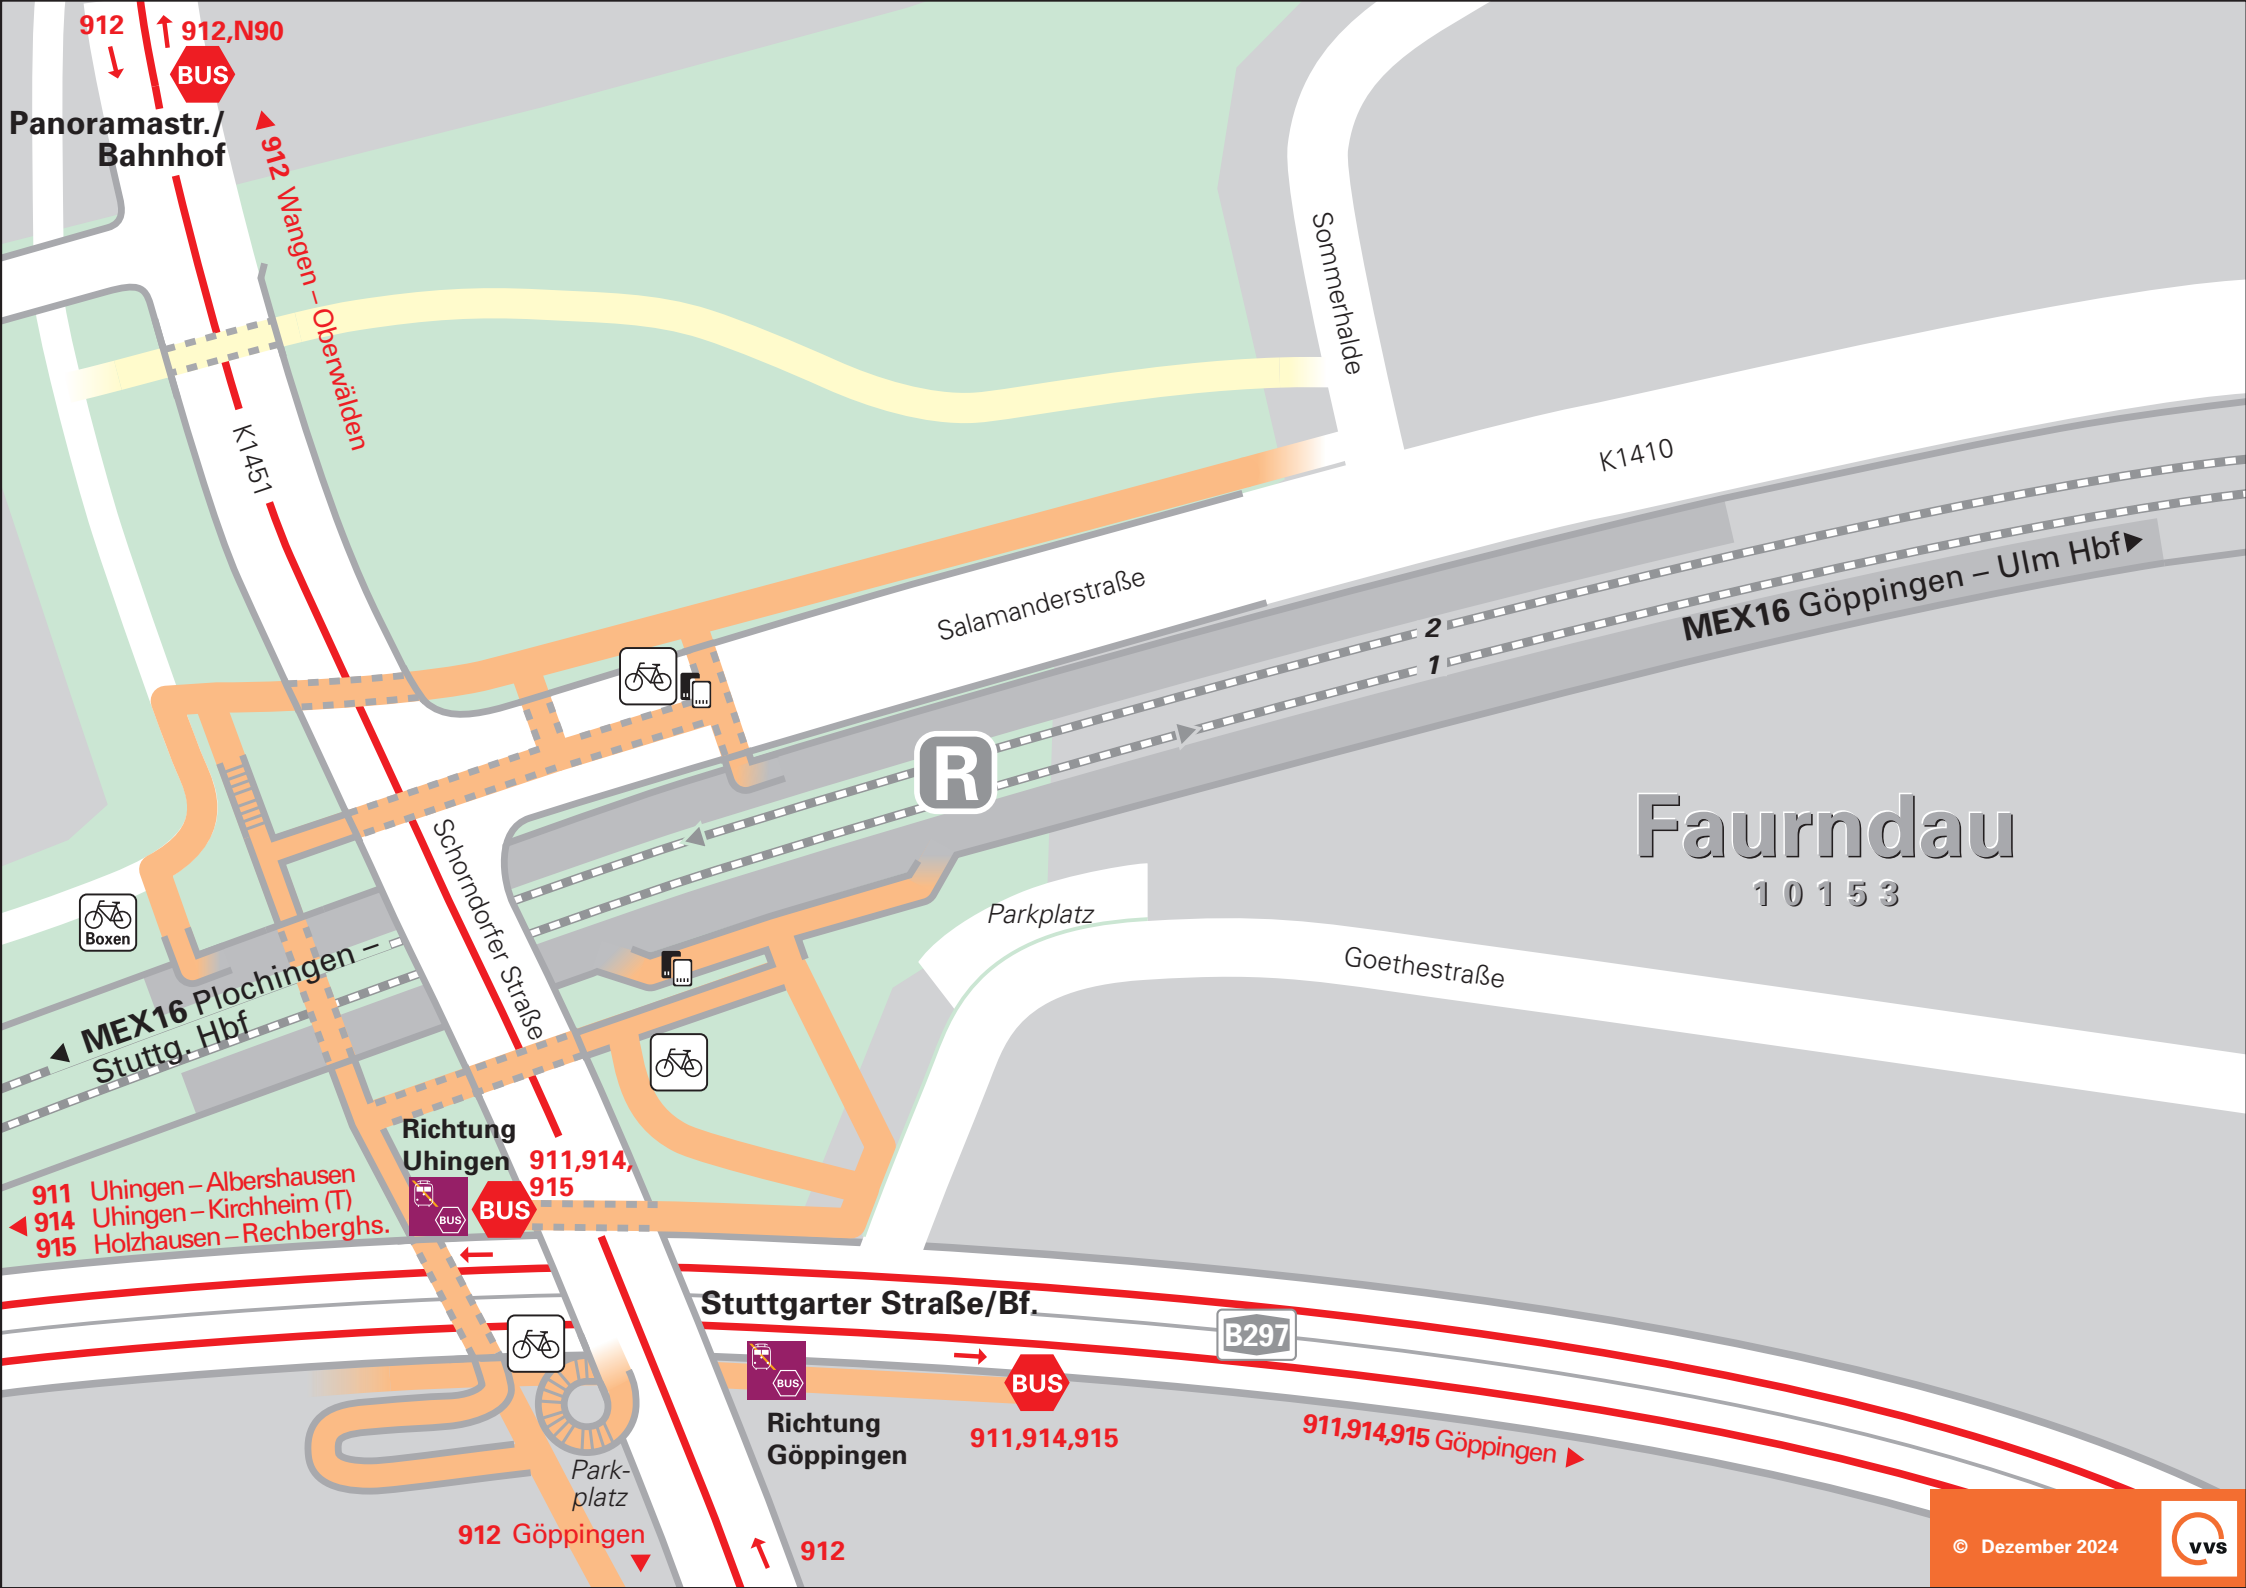 912
912,N90
BUS
Panoramastr./
Bahnhof
912 Wangen – Oberwälden
Sommerhalde
K1451
K1410
Salamanderstraße
2
1
MEX16 Göppingen – Ulm Hbf
R
Schorndorfer Straße
Faurndau
10153
Boxen
Parkplatz
Goethestraße
MEX16 Plochingen –
Stuttg. Hbf
Richtung
Uhingen
911,914,
915
BUS
BUS
911 Uhingen – Albershausen
914 Uhingen – Kirchheim (T)
915 Holzhausen – Rechberghs.
Stuttgarter Straße/Bf.
B297
BUS
BUS
Richtung
Göppingen
911,914,915
911,914,915 Göppingen
Park-
platz
912 Göppingen
912
© Dezember 2024
vvs